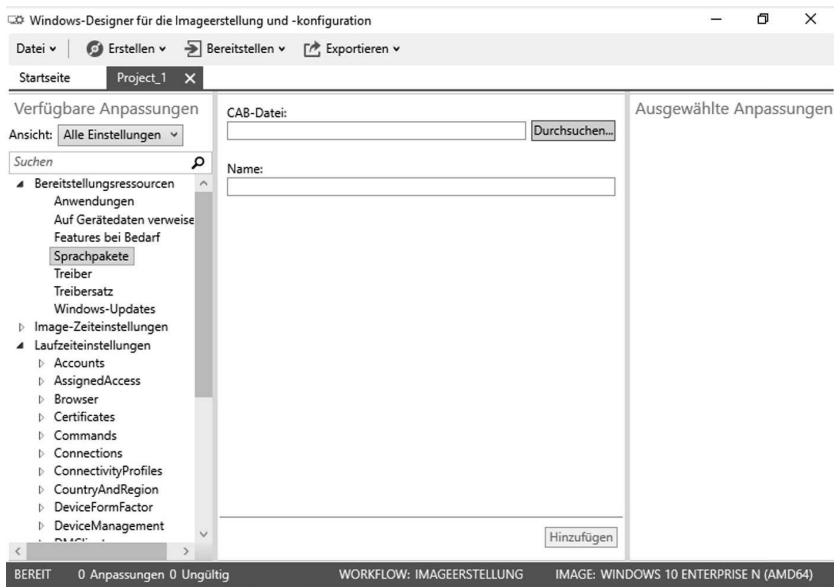 Windows-Designer für die Imageerstellung und -konfiguration
Datei Erstellen Bereitstellen Exportieren
Startseite Project_1
Verfügbare Anpassungen
Ansicht: Alle Einstellungen
Suchen
Bereitstellungsressourcen
Anwendungen
Auf Gerätedaten verweise
Features bei Bedarf
Sprachpakete
Treiber
Treibersatz
Windows-Updates
Image-Zeiteinstellungen
Laufzeiteinstellungen
Accounts
AssignedAccess
Browser
Certificates
Commands
Connections
ConnectivityProfiles
CountryAndRegion
DeviceFormFactor
DeviceManagement
CAB-Datei:
Durchsuchen...
Name:
Hinzufügen
Ausgewählte Anpassungen
BEREIT 0 Anpassungen 0 Ungültig WORKFLOW: IMAGEERSTELLUNG IMAGE: WINDOWS 10 ENTERPRISE N (AMD64)